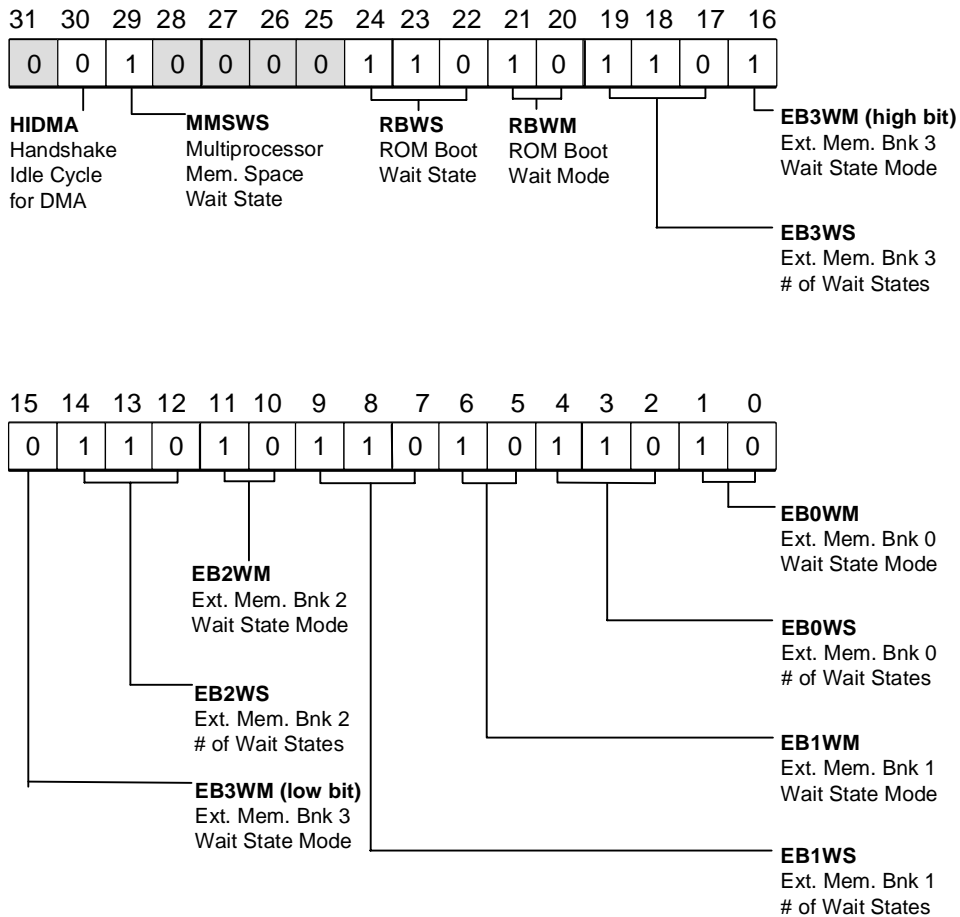 31 30 29 28 27 26 25 24 23 22 21 20 19 18 17 16
0 0 1 0 0 0 0 1 1 0 1 0 1 1 0 1
HIDMA
Handshake
Idle Cycle
for DMA
MMSWS
Multiprocessor
Mem. Space
Wait State
RBWS
ROM Boot
Wait State
RBWM
ROM Boot
Wait Mode
EB3WM (high bit)
Ext. Mem. Bnk 3
Wait State Mode
EB3WS
Ext. Mem. Bnk 3
# of Wait States
15 14 13 12 11 10 9 8 7 6 5 4 3 2 1 0
0 1 1 0 1 0 1 1 0 1 0 1 1 0 1 0
EB0WM
Ext. Mem. Bnk 0
Wait State Mode
EB2WM
Ext. Mem. Bnk 2
Wait State Mode
EB0WS
Ext. Mem. Bnk 0
# of Wait States
EB2WS
Ext. Mem. Bnk 2
# of Wait States
EB1WM
Ext. Mem. Bnk 1
Wait State Mode
EB3WM (low bit)
Ext. Mem. Bnk 3
Wait State Mode
EB1WS
Ext. Mem. Bnk 1
# of Wait States